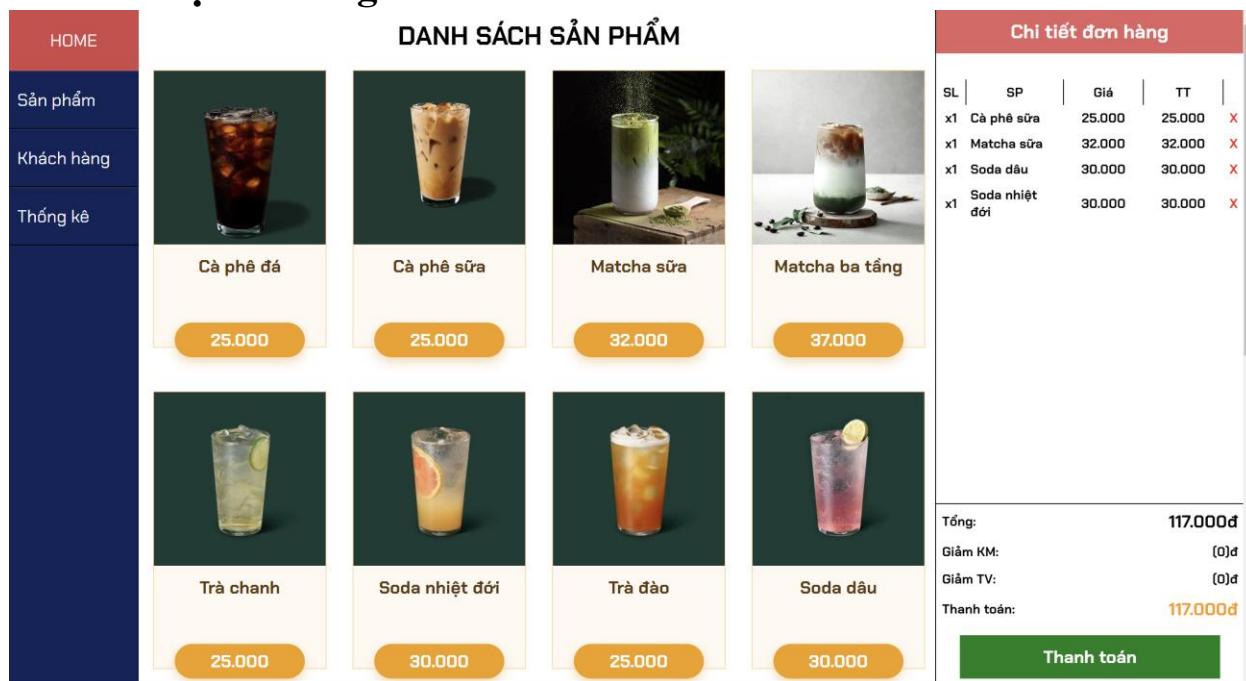 HOME
Sản phẩm
Khách hàng
Thống kê
DANH SÁCH SẢN PHẨM
Cà phê đá
Cà phê sữa
Matcha sữa
Matcha ba tầng
25.000
25.000
32.000
37.000
Trà chanh
Soda nhiệt đới
Trà đào
Soda dâu
25.000
30.000
25.000
30.000
Chi tiết đơn hàng
SL SP Giá TT
x1 Cà phê sữa 25.000 25.000 X
x1 Matcha sữa 32.000 32.000 X
x1 Soda dâu 30.000 30.000 X
x1 Soda nhiệt 30.000 30.000 X
đới
Tổng: 117.000đ
Giảm KM: (0)đ
Giảm TV: (0)đ
Thanh toán: 117.000đ
Thanh toán